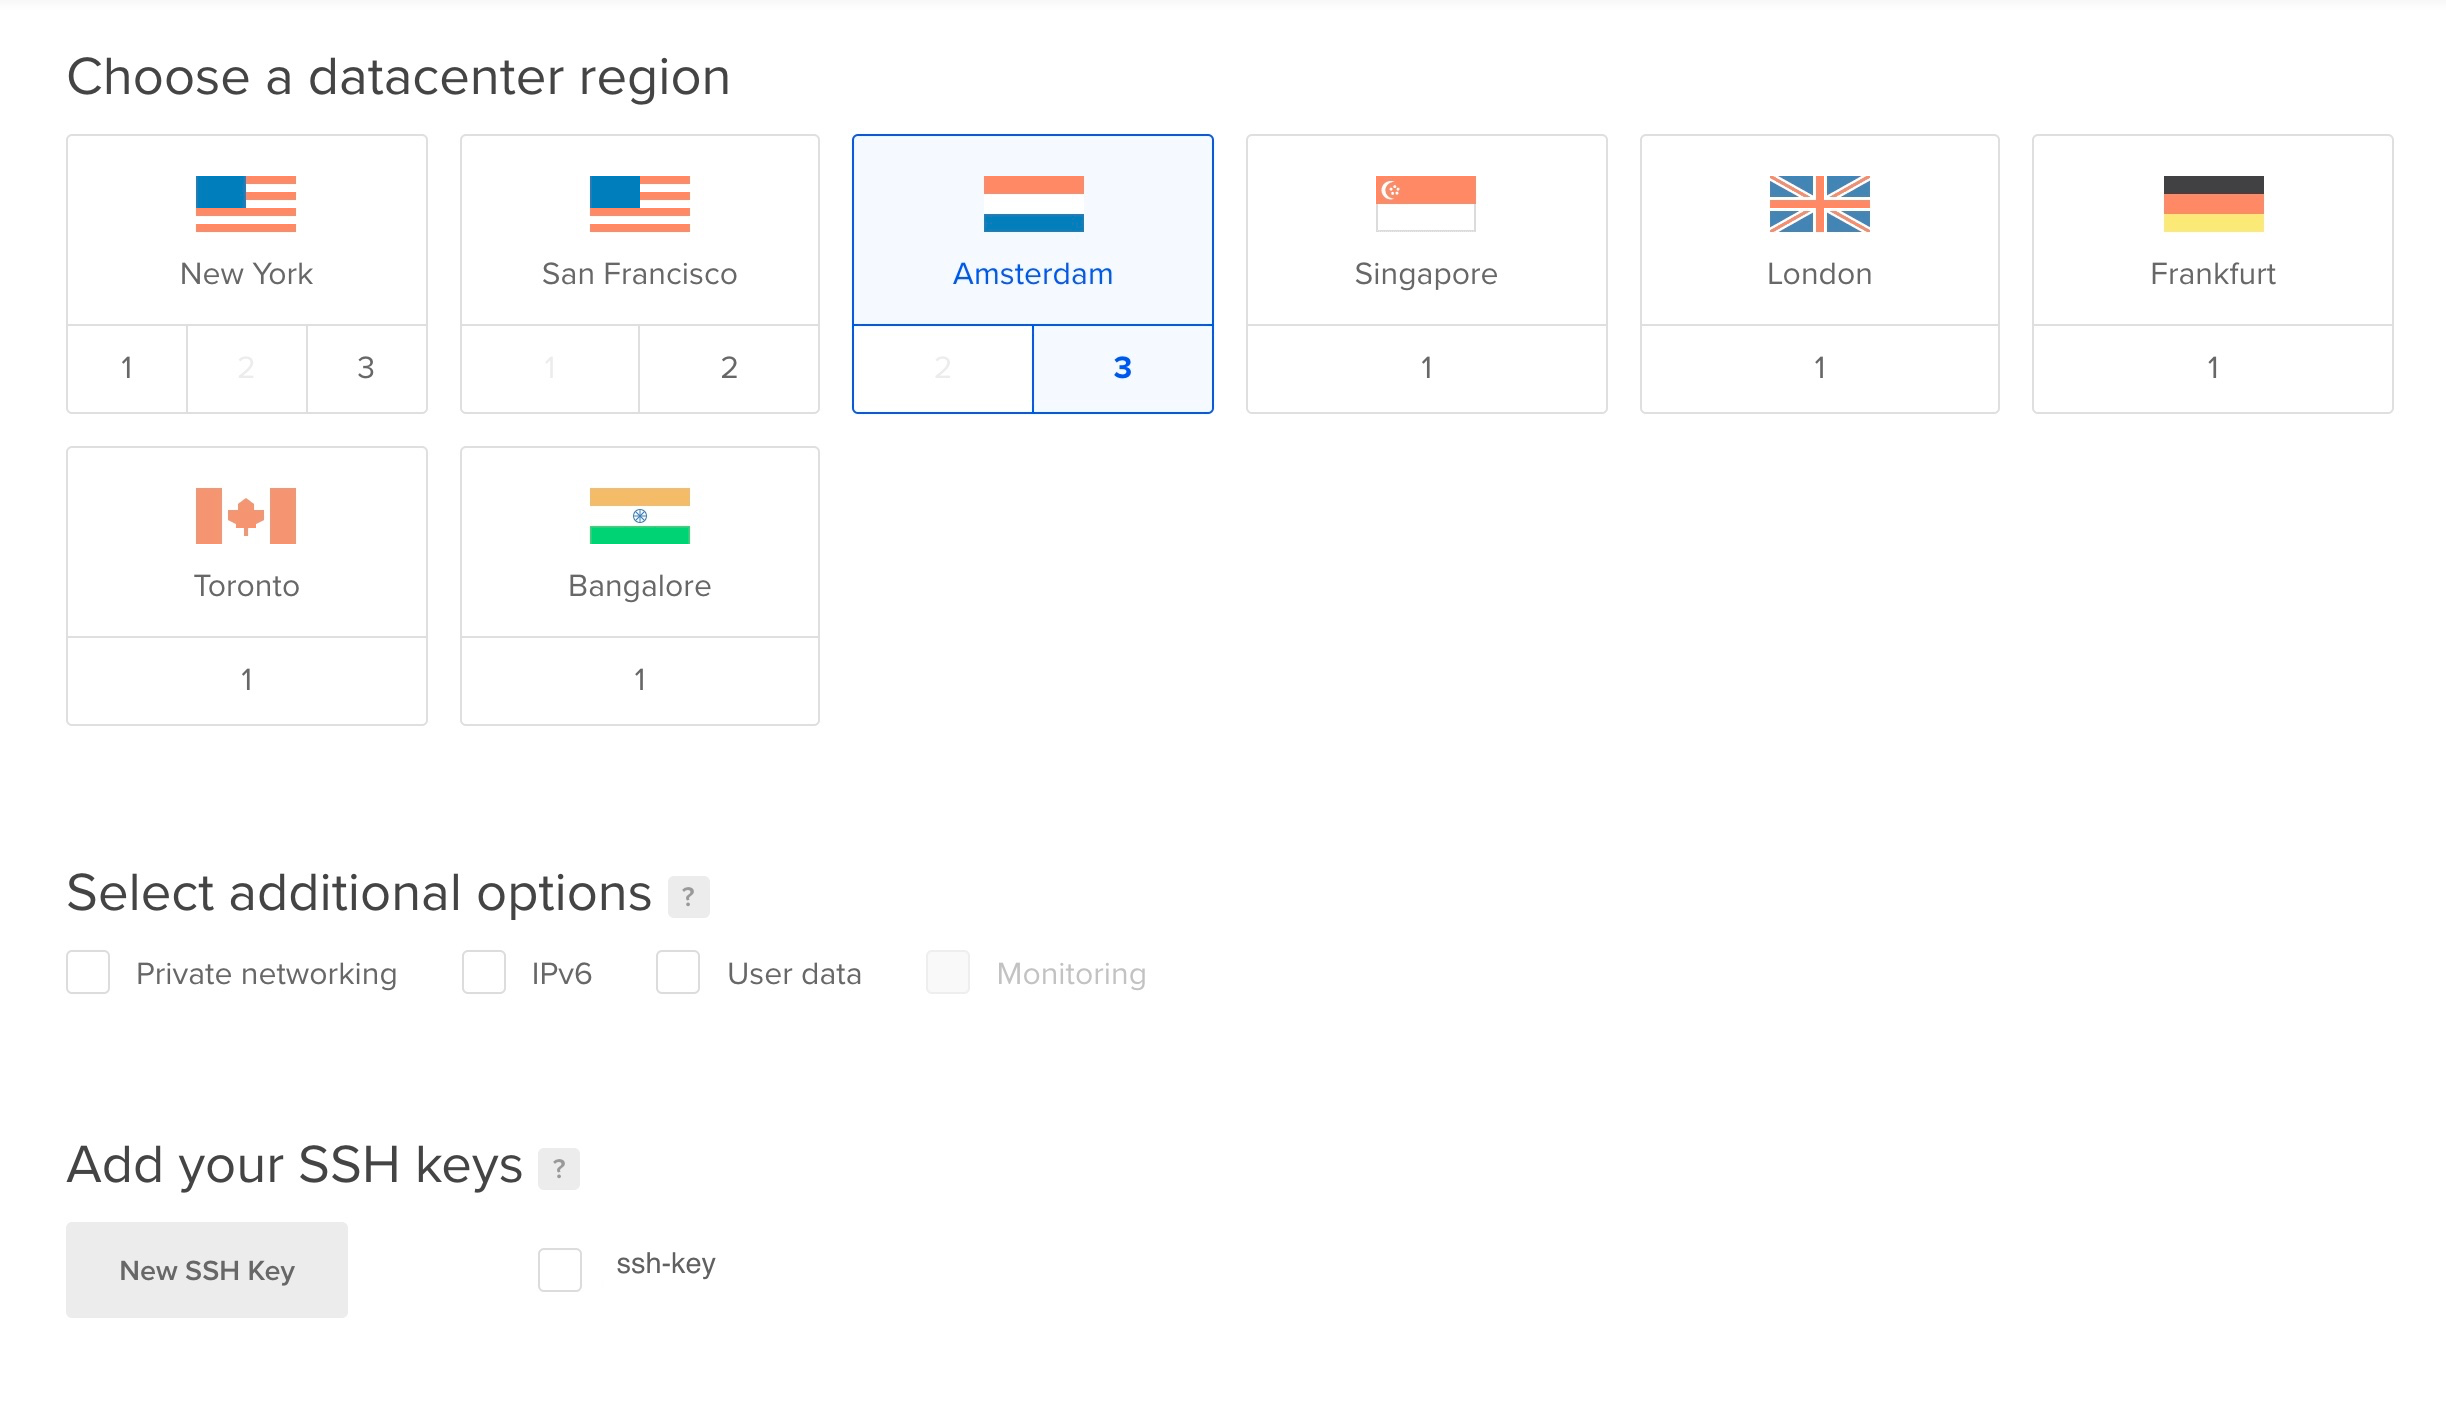 Choose a datacenter region
New York
San Francisco
Amsterdam
Singapore
London
Frankfurt
1 2 3
1 2
2 3
1
1
1
Toronto
Bangalore
1
1
Select additional options ?
Private networking IPv6 User data Monitoring
Add your SSH keys ?
New SSH Key ssh-key